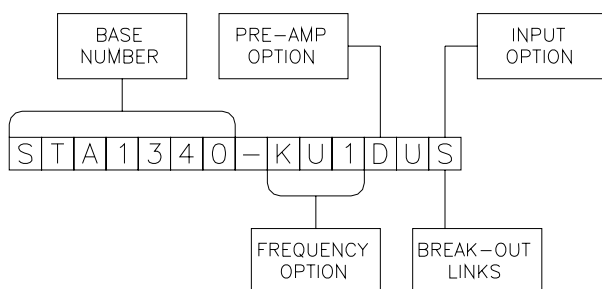 BASE
NUMBER
PRE-AMP
OPTION
INPUT
OPTION
STA1340-KU1DUS
FREQUENCY
OPTION
BREAK-OUT
LINKS